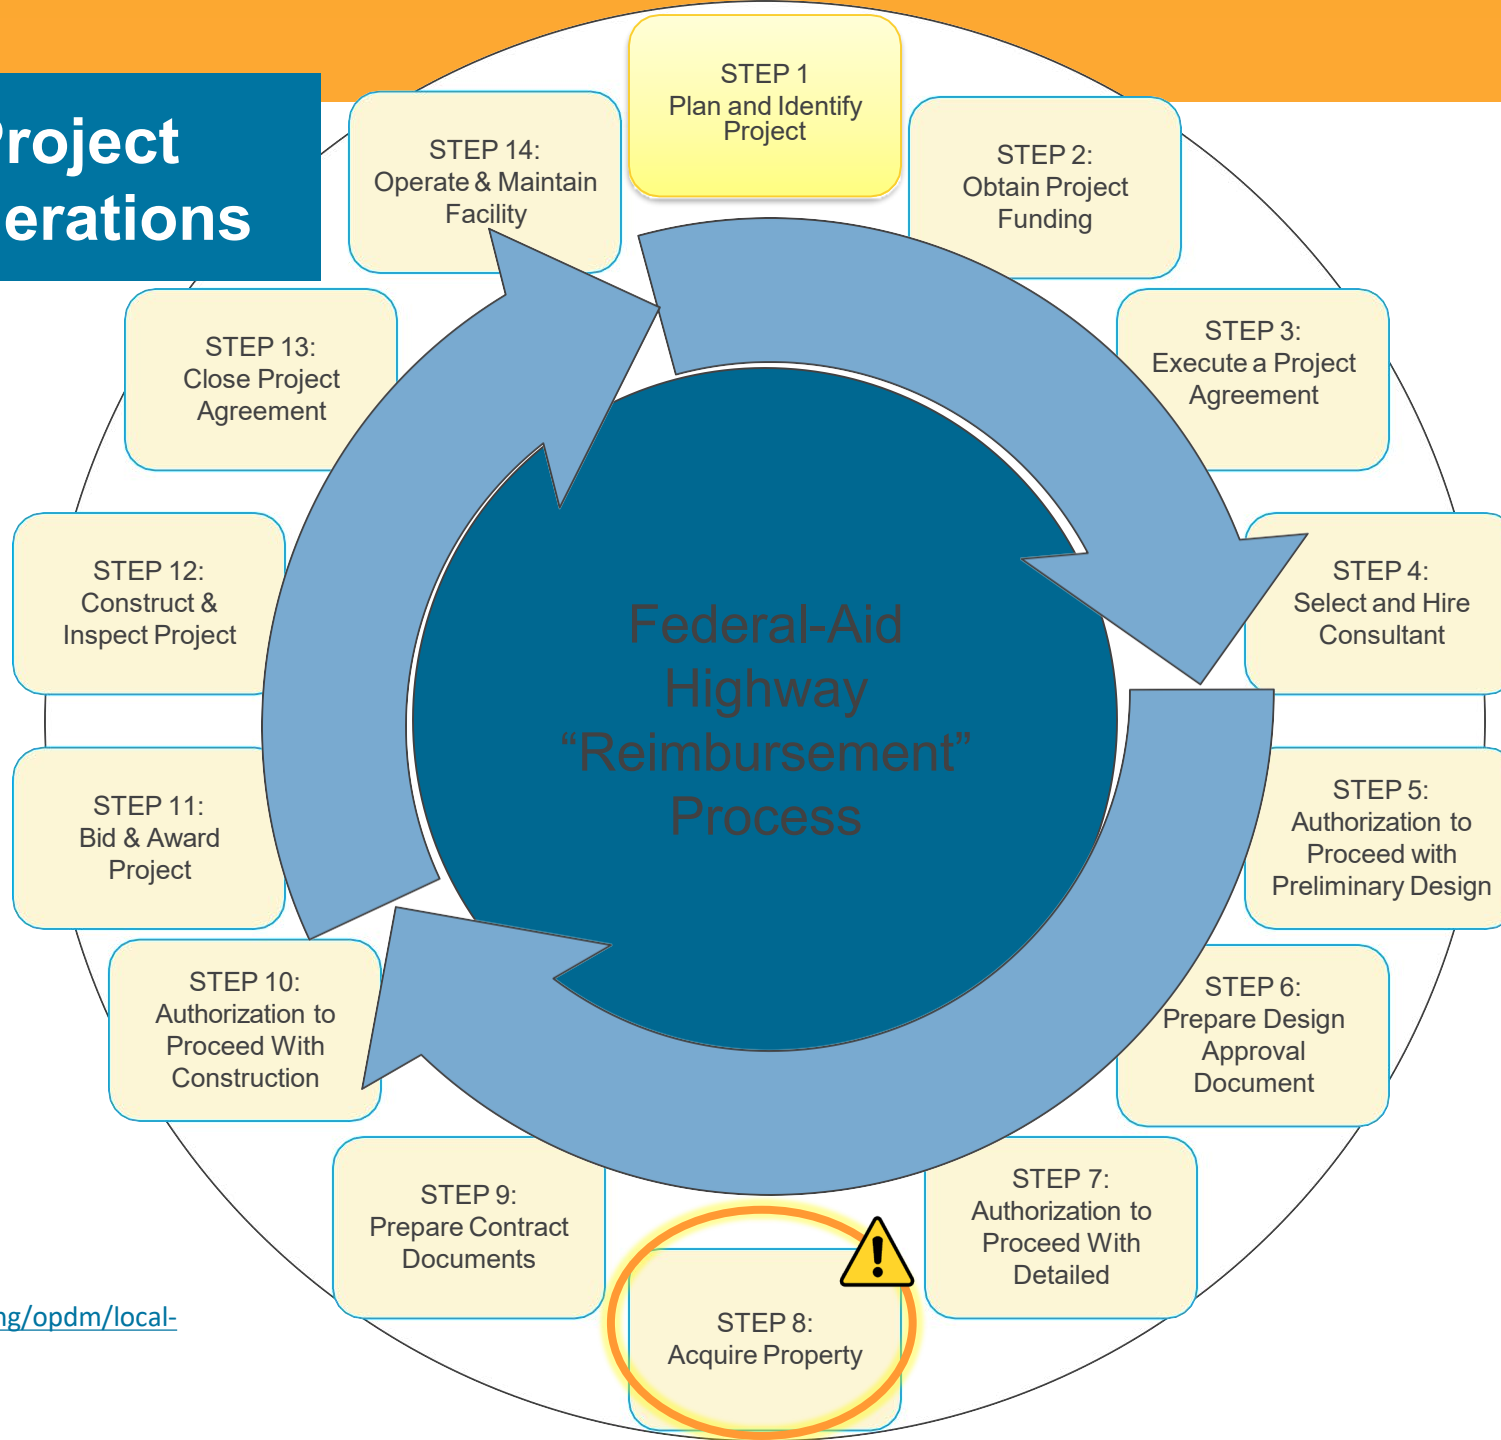 Project
erations
STEP 1
Plan and Identify
Project
STEP 2:
Obtain Project
Funding
STEP 3:
Execute a Project
Agreement
STEP 4:
Select and Hire
Consultant
STEP 5:
Authorization to
Proceed with
Preliminary Design
STEP 6:
Prepare Design
Approval
Document
STEP 7:
Authorization to
Proceed With
Detailed
STEP 8:
Acquire Property
STEP 9:
Prepare Contract
Documents
STEP 10:
Authorization to
Proceed With
Construction
STEP 11:
Bid & Award
Project
STEP 12:
Construct &
Inspect Project
STEP 13:
Close Project
Agreement
STEP 14:
Operate & Maintain
Facility
Federal-Aid
Highway
“Reimbursement”
Process
ng/opdm/local-